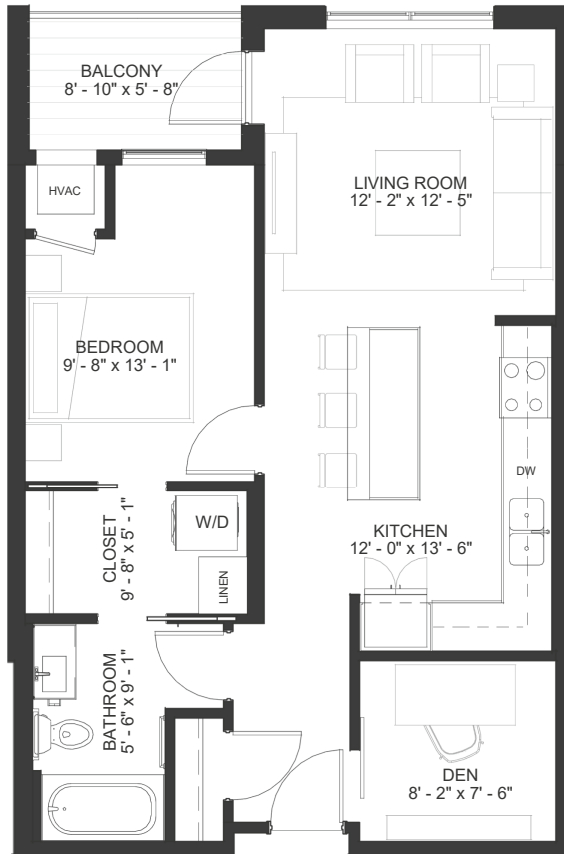 BALCONY
8' - 10" x 5' - 8"
HVAC
LIVING ROOM
12' - 2" x 12' - 5"
BEDROOM
9' - 8" x 13' - 1"
DW
W/D
CLOSET
9' - 8" x 5' - 1"
LINEN
KITCHEN
12' - 0" x 13' - 6"
BATHROOM
5' - 6" x 9' - 1"
DEN
8' - 2" x 7' - 6"